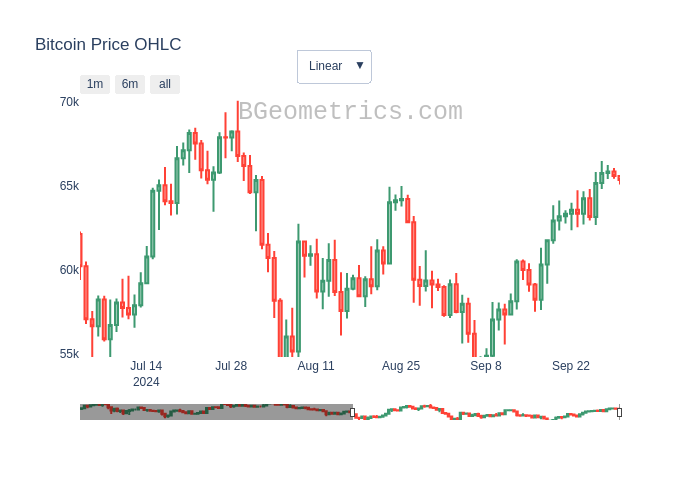 Bitcoin Price OHLC
Linear ▼
1m 6m all
BGeometrics.com
70k
65k
60k
55k
Jul 14 Jul 28 Aug 11 Aug 25 Sep 8 Sep 22
2024